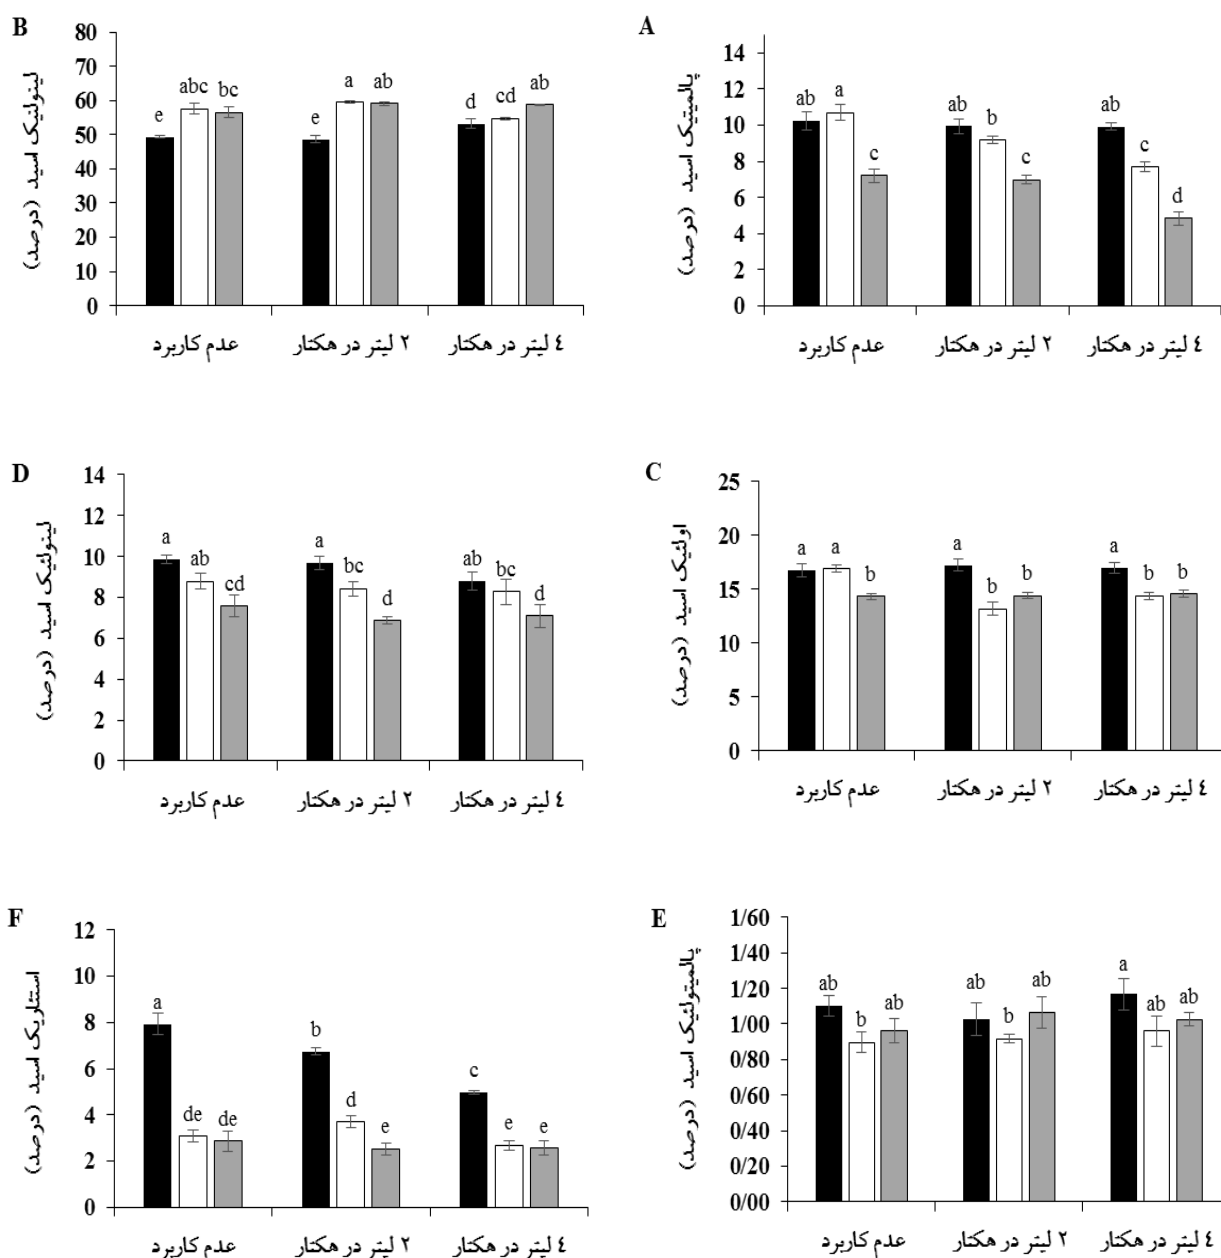 A
پالمیتیک اسید (درصد)
14
12
10
8
6
4
2
0
ab a c
ab b c
ab c d
عدم کاربرد
۲ لیتر در هکتار
٤ لیتر در هکتار
B
لینولئیک اسید (درصد)
80
70
60
50
40
30
20
10
0
e abc bc
e a ab
d cd ab
عدم کاربرد
۲ لیتر در هکتار
٤ لیتر در هکتار
C
اولئیک اسید (درصد)
25
20
15
10
5
0
a a b
a b b
a b b
عدم کاربرد
۲ لیتر در هکتار
٤ لیتر در هکتار
D
لینولئیک اسید (درصد)
14
12
10
8
6
4
2
0
a ab cd
a bc d
ab bc d
عدم کاربرد
۲ لیتر در هکتار
٤ لیتر در هکتار
E
پالمیتولئیک اسید (درصد)
1/60
1/40
1/20
1/00
0/80
0/60
0/40
0/20
0/00
ab b ab
ab b ab
a ab ab
عدم کاربرد
۲ لیتر در هکتار
٤ لیتر در هکتار
F
استئاریک اسید (درصد)
12
10
8
6
4
2
0
a de de
b d e
c e e
عدم کاربرد
۲ لیتر در هکتار
٤ لیتر در هکتار